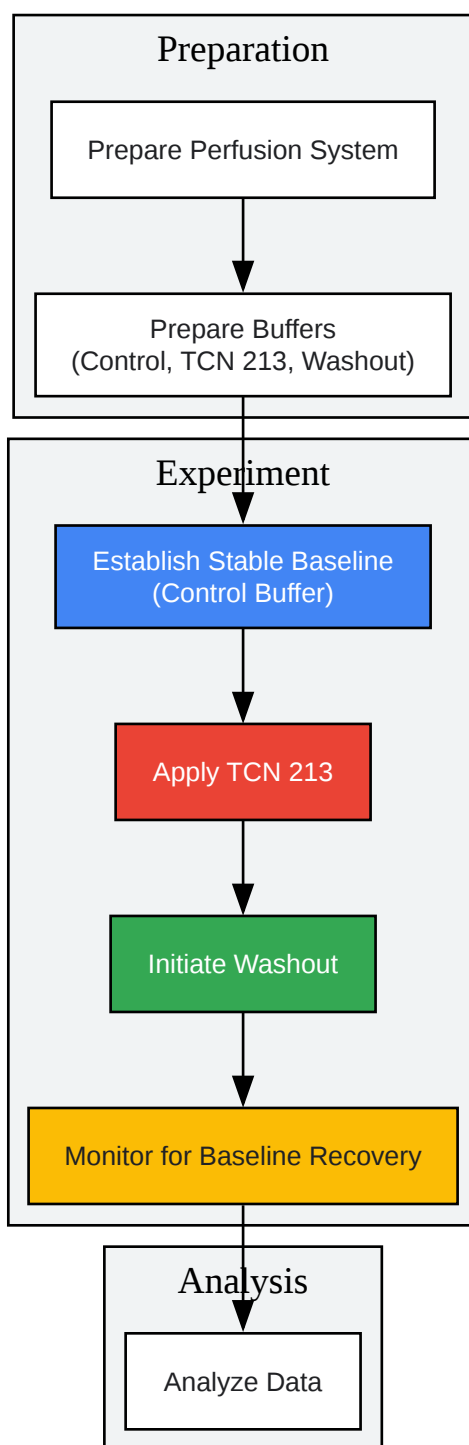 Preparation
Prepare Perfusion System
Prepare Buffers
(Control, TCN 213, Washout)
Experiment
Establish Stable Baseline
(Control Buffer)
Apply TCN 213
Initiate Washout
Monitor for Baseline Recovery
Analysis
Analyze Data